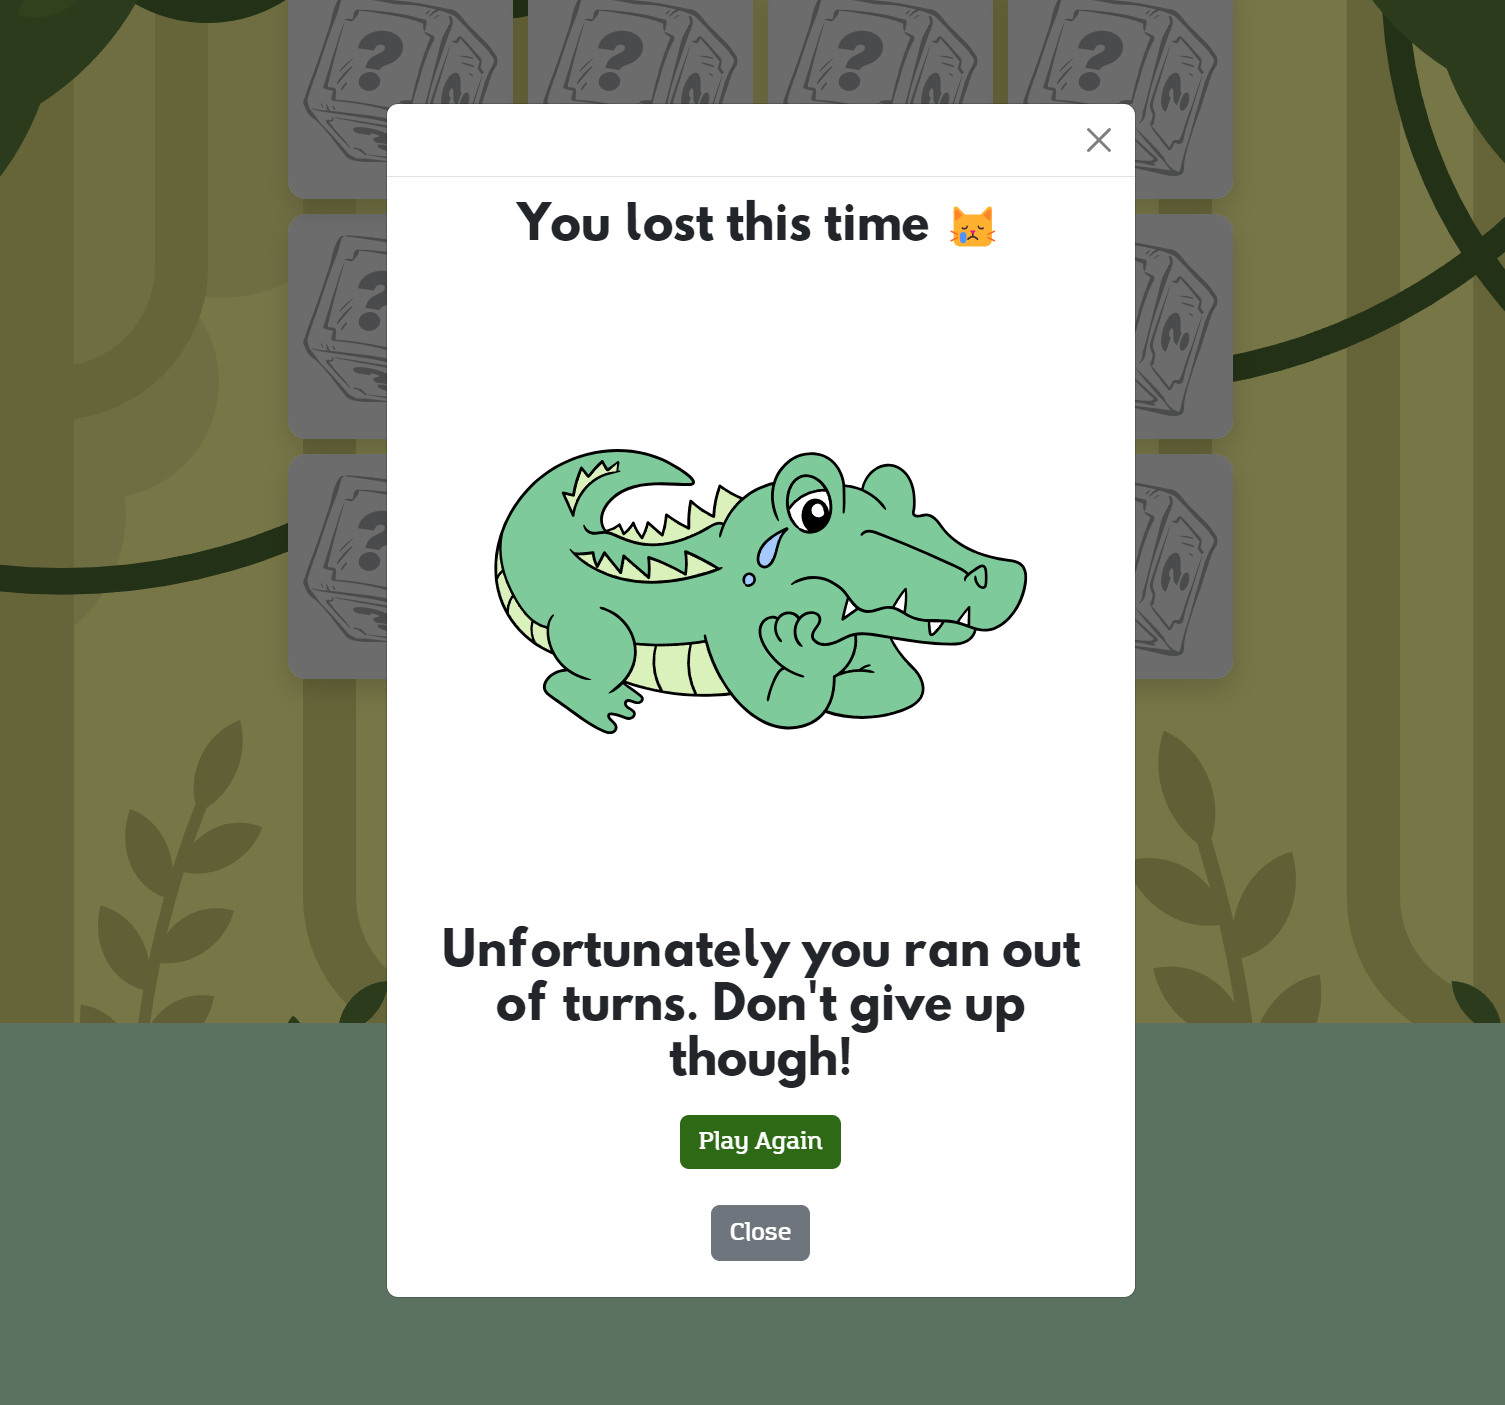 ?
?
?
?
You lost this time 😿
?
?
Unfortunately you ran out
of turns. Don't give up
though!
Play Again
Close